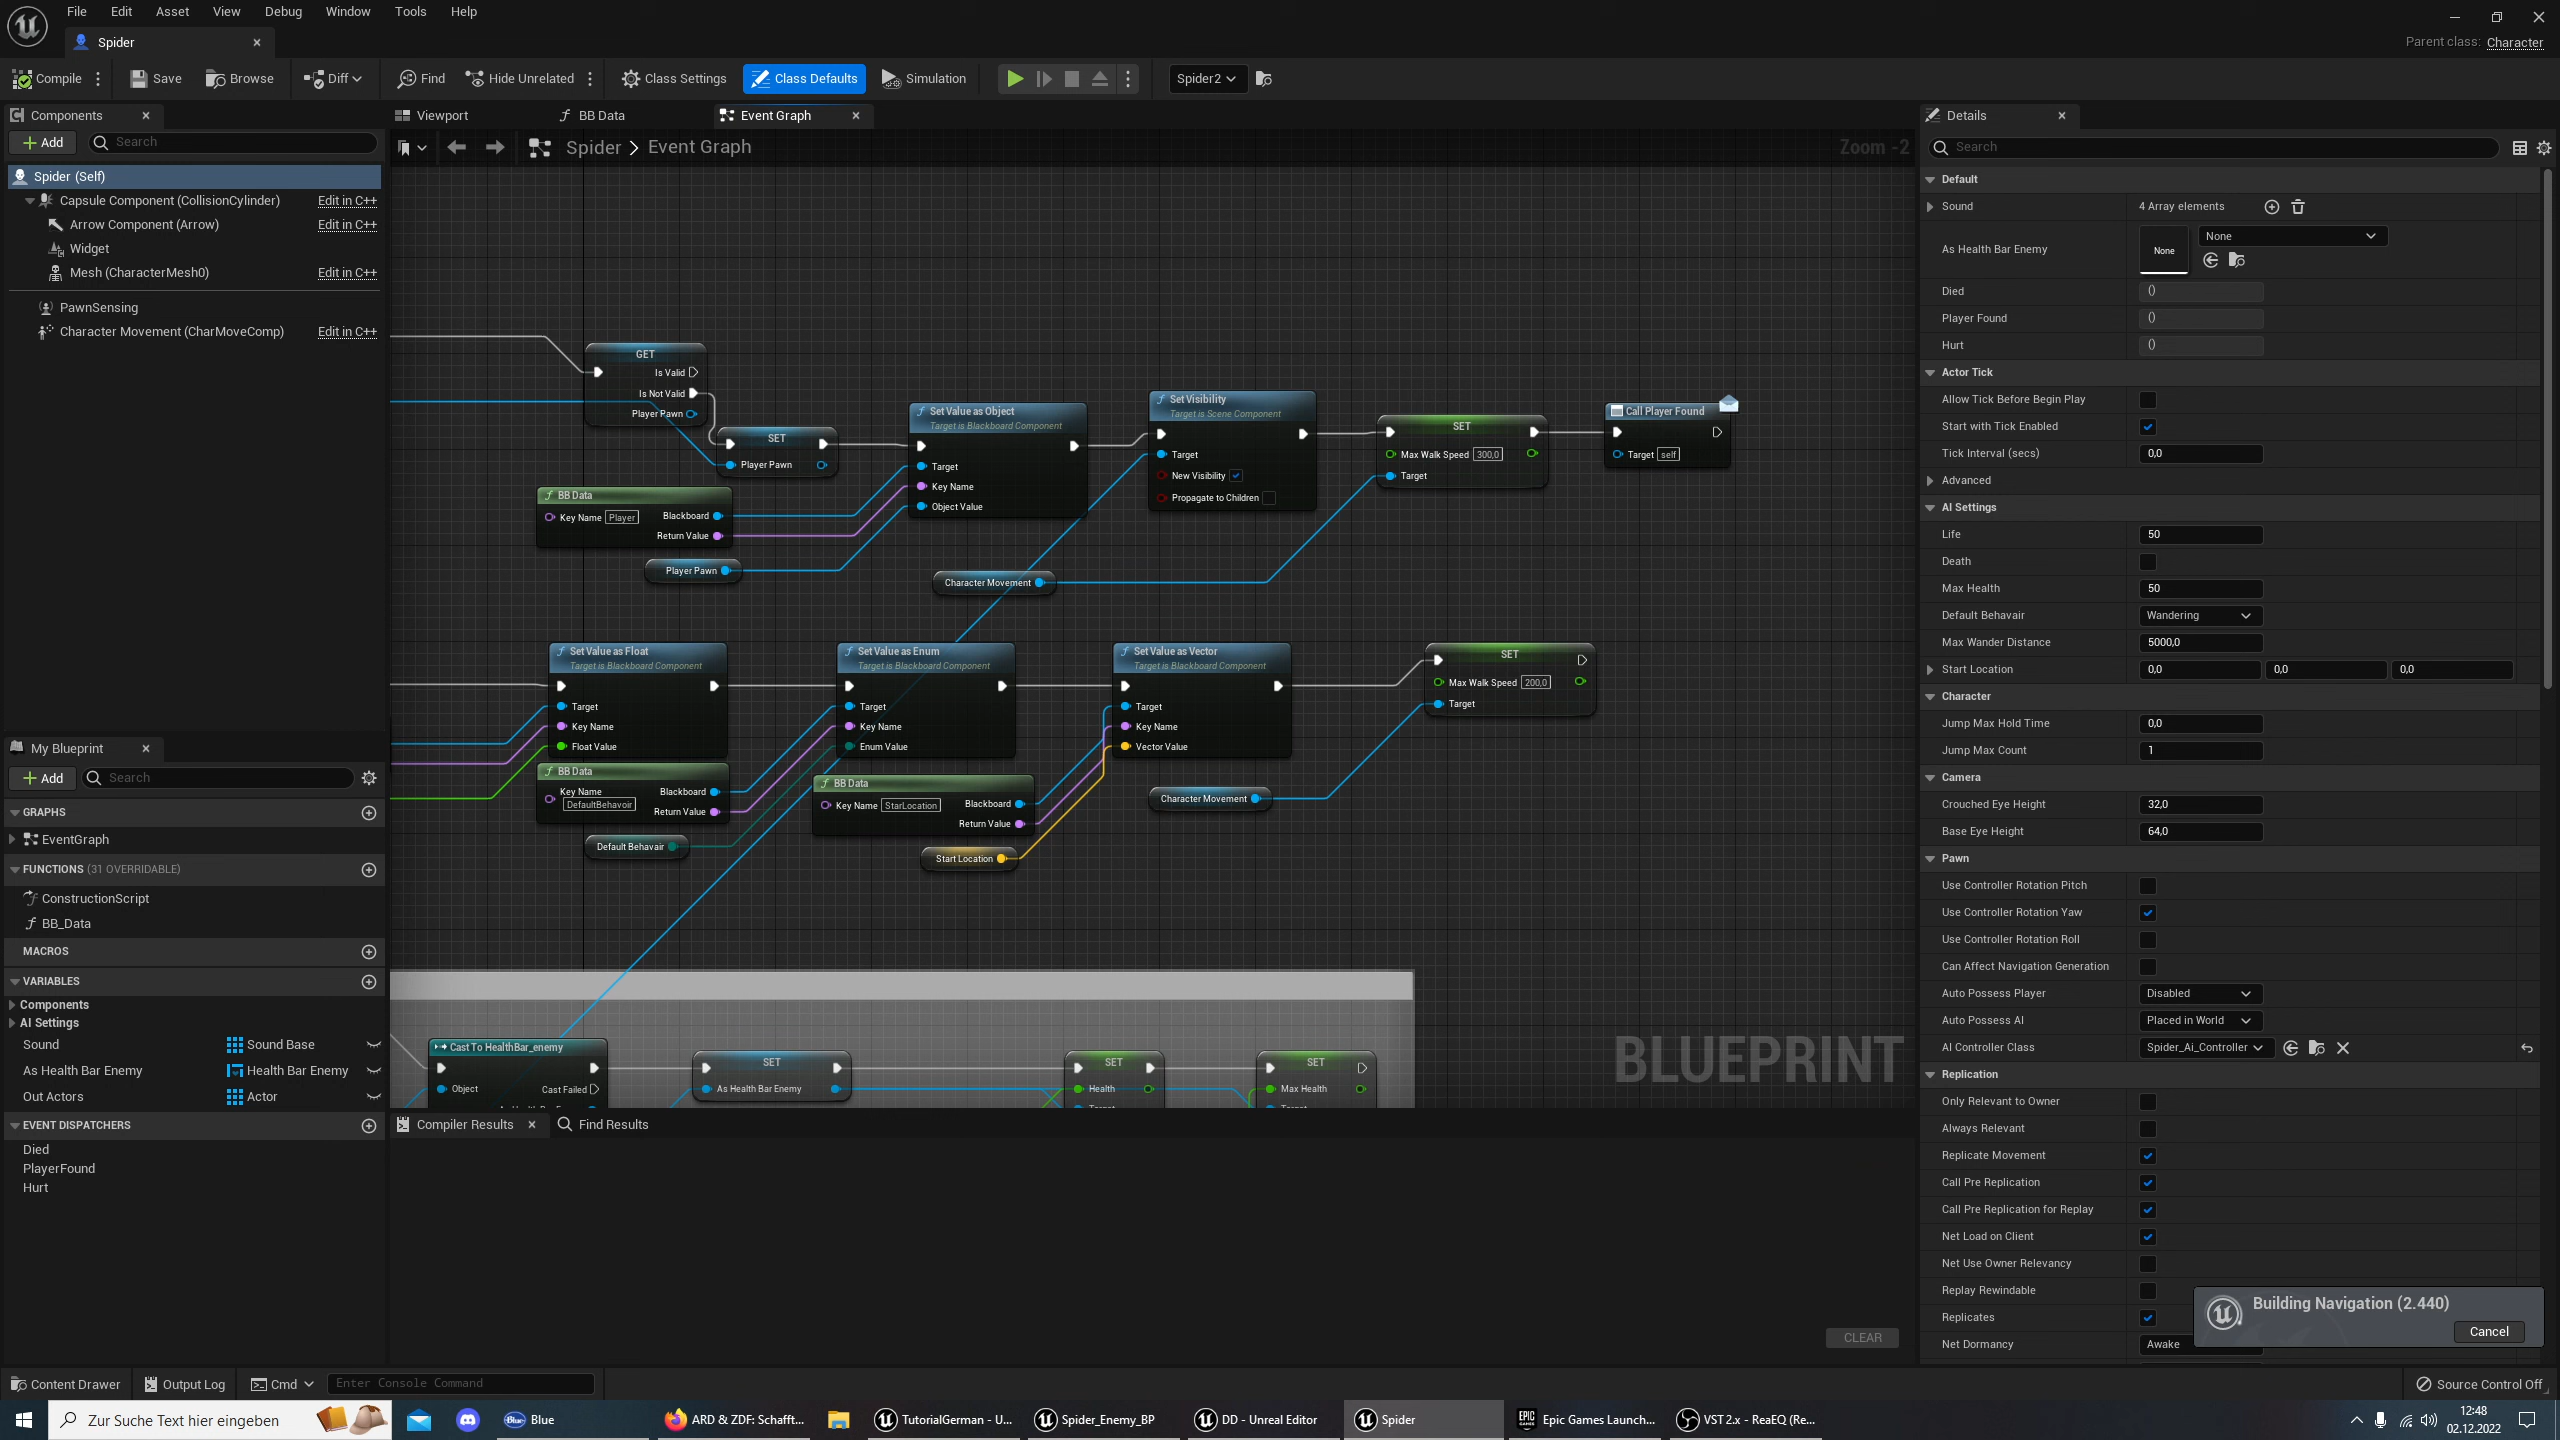 File Edit Asset View Debug Window Tools Help
Spider
Parent class: Character
Compile Save Browse Diff Find Hide Unrelated Class Settings Class Defaults Simulation Spider2
Components
Add Search
Spider (Self)
Capsule Component (CollisionCylinder) Edit in C++
Arrow Component (Arrow) Edit in C++
Widget
Mesh (CharacterMesh0) Edit in C++
PawnSensing
Character Movement (CharMoveComp) Edit in C++
My Blueprint
Add Search
GRAPHS
EventGraph
FUNCTIONS (31 OVERRIDABLE)
ConstructionScript
BB_Data
MACROS
VARIABLES
Components
AI Settings
Sound Sound Base
As Health Bar Enemy Health Bar Enemy
Out Actors Actor
EVENT DISPATCHERS
Died
PlayerFound
Hurt
Viewport BB Data Event Graph
Spider > Event Graph
Zoom -2
GET
Is Valid
Is Not Valid
Player Pawn
SET
Player Pawn
BB Data
Key Name Player Blackboard
Return Value
Player Pawn
Set Value as Object
Target is Blackboard Component
Target
Key Name
Object Value
Set Visibility
Target is Scene Component
Target
New Visibility
Propagate to Children
SET
Max Walk Speed 300,0
Target
Call Player Found
Target self
Character Movement
Set Value as Float
Target is Blackboard Component
Target
Key Name
Float Value
BB Data
Key Name Blackboard
DefaultBehavoir
Return Value
Default Behavair
Set Value as Enum
Target is Blackboard Component
Target
Key Name
Enum Value
BB Data
Key Name StarLocation Blackboard
Return Value
Start Location
Set Value as Vector
Target is Blackboard Component
Target
Key Name
Vector Value
Character Movement
SET
Max Walk Speed 200,0
Target
Cast To HealthBar_enemy
Object Cast Failed
SET
As Health Bar Enemy
SET
Health
SET
Max Health
BLUEPRINT
Compiler Results Find Results
CLEAR
Details
Search
Default
Sound 4 Array elements
As Health Bar Enemy None None
Died ()
Player Found ()
Hurt ()
Actor Tick
Allow Tick Before Begin Play
Start with Tick Enabled
Tick Interval (secs) 0,0
Advanced
AI Settings
Life 50
Death
Max Health 50
Default Behavair Wandering
Max Wander Distance 5000,0
Start Location 0,0 0,0 0,0
Character
Jump Max Hold Time 0,0
Jump Max Count 1
Camera
Crouched Eye Height 32,0
Base Eye Height 64,0
Pawn
Use Controller Rotation Pitch
Use Controller Rotation Yaw
Use Controller Rotation Roll
Can Affect Navigation Generation
Auto Possess Player Disabled
Auto Possess AI Placed in World
AI Controller Class Spider_Ai_Controller
Replication
Only Relevant to Owner
Always Relevant
Replicate Movement
Call Pre Replication
Call Pre Replication for Replay
Net Load on Client
Net Use Owner Relevancy
Replay Rewindable
Replicates
Net Dormancy Awake
Building Navigation (2.440)
Cancel
Content Drawer Output Log Cmd Enter Console Command Source Control Off
Zur Suche Text hier eingeben
Blue
ARD & ZDF: Schafft...
TutorialGerman - U...
Spider_Enemy_BP
DD - Unreal Editor
Spider
Epic Games Launch...
VST 2.x - ReaEQ (Re...
12:48
02.12.2022